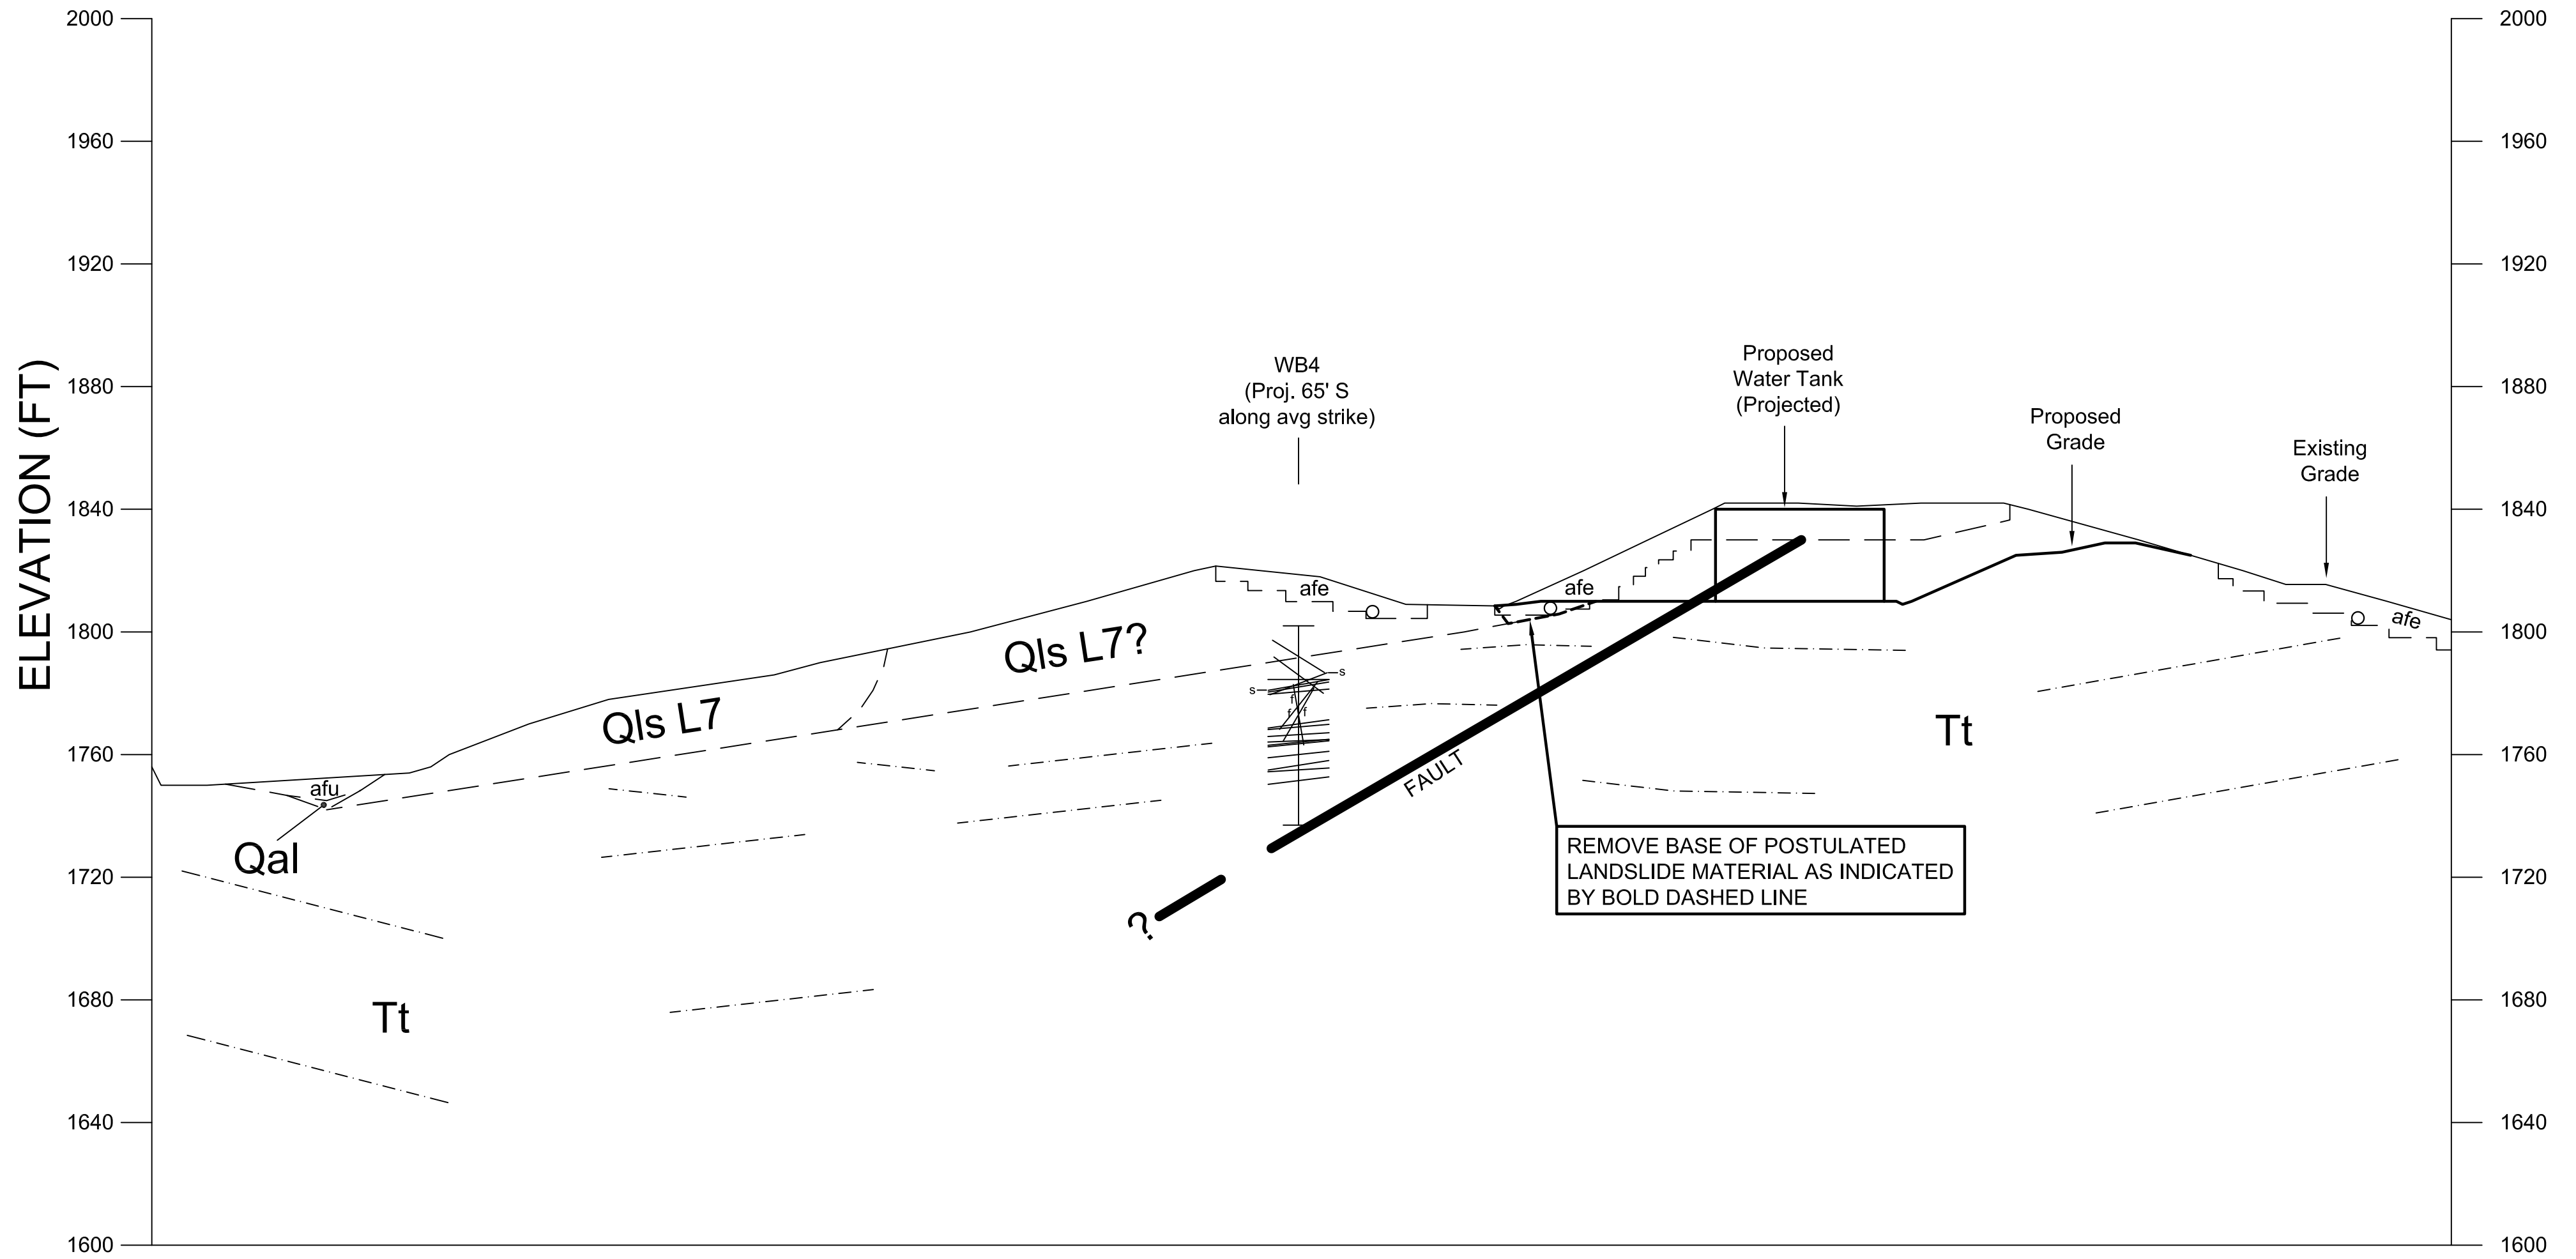 ELEVATION (FT)
2000
1960
1920
1880
1840
1800
1760
1720
1680
1640
1600
2000
1960
1920
1880
1840
1800
1760
1720
1680
1640
1600
WB4
(Proj. 65' S
along avg strike)
Proposed
Water Tank
(Projected)
Proposed
Grade
Existing
Grade
afe
afe
afe
Qls L7?
Qls L7
s
s
f
f
f
Tt
FAULT
afu
Qal
REMOVE BASE OF POSTULATED
LANDSLIDE MATERIAL AS INDICATED
BY BOLD DASHED LINE
?
Tt